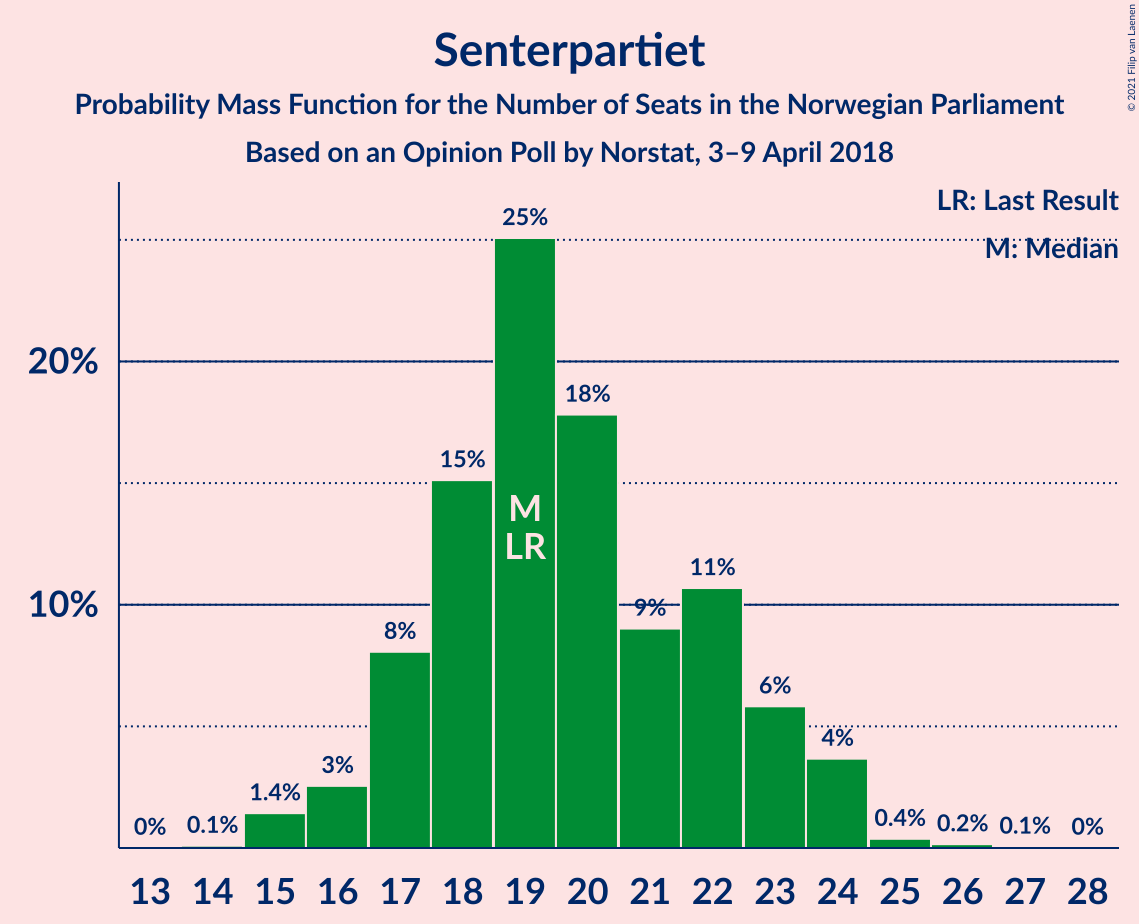 Senterpartiet
Probability Mass Function for the Number of Seats in the Norwegian Parliament
Based on an Opinion Poll by Norstat, 3–9 April 2018
© 2021 Filip van Laenen
LR: Last Result
M: Median
25%
20%
18%
15%
M
LR
11%
10%
9%
8%
6%
4%
3%
1.4%
0%
0.1%
0.4%
0.2%
0.1%
0%
13 14 15 16 17 18 19 20 21 22 23 24 25 26 27 28